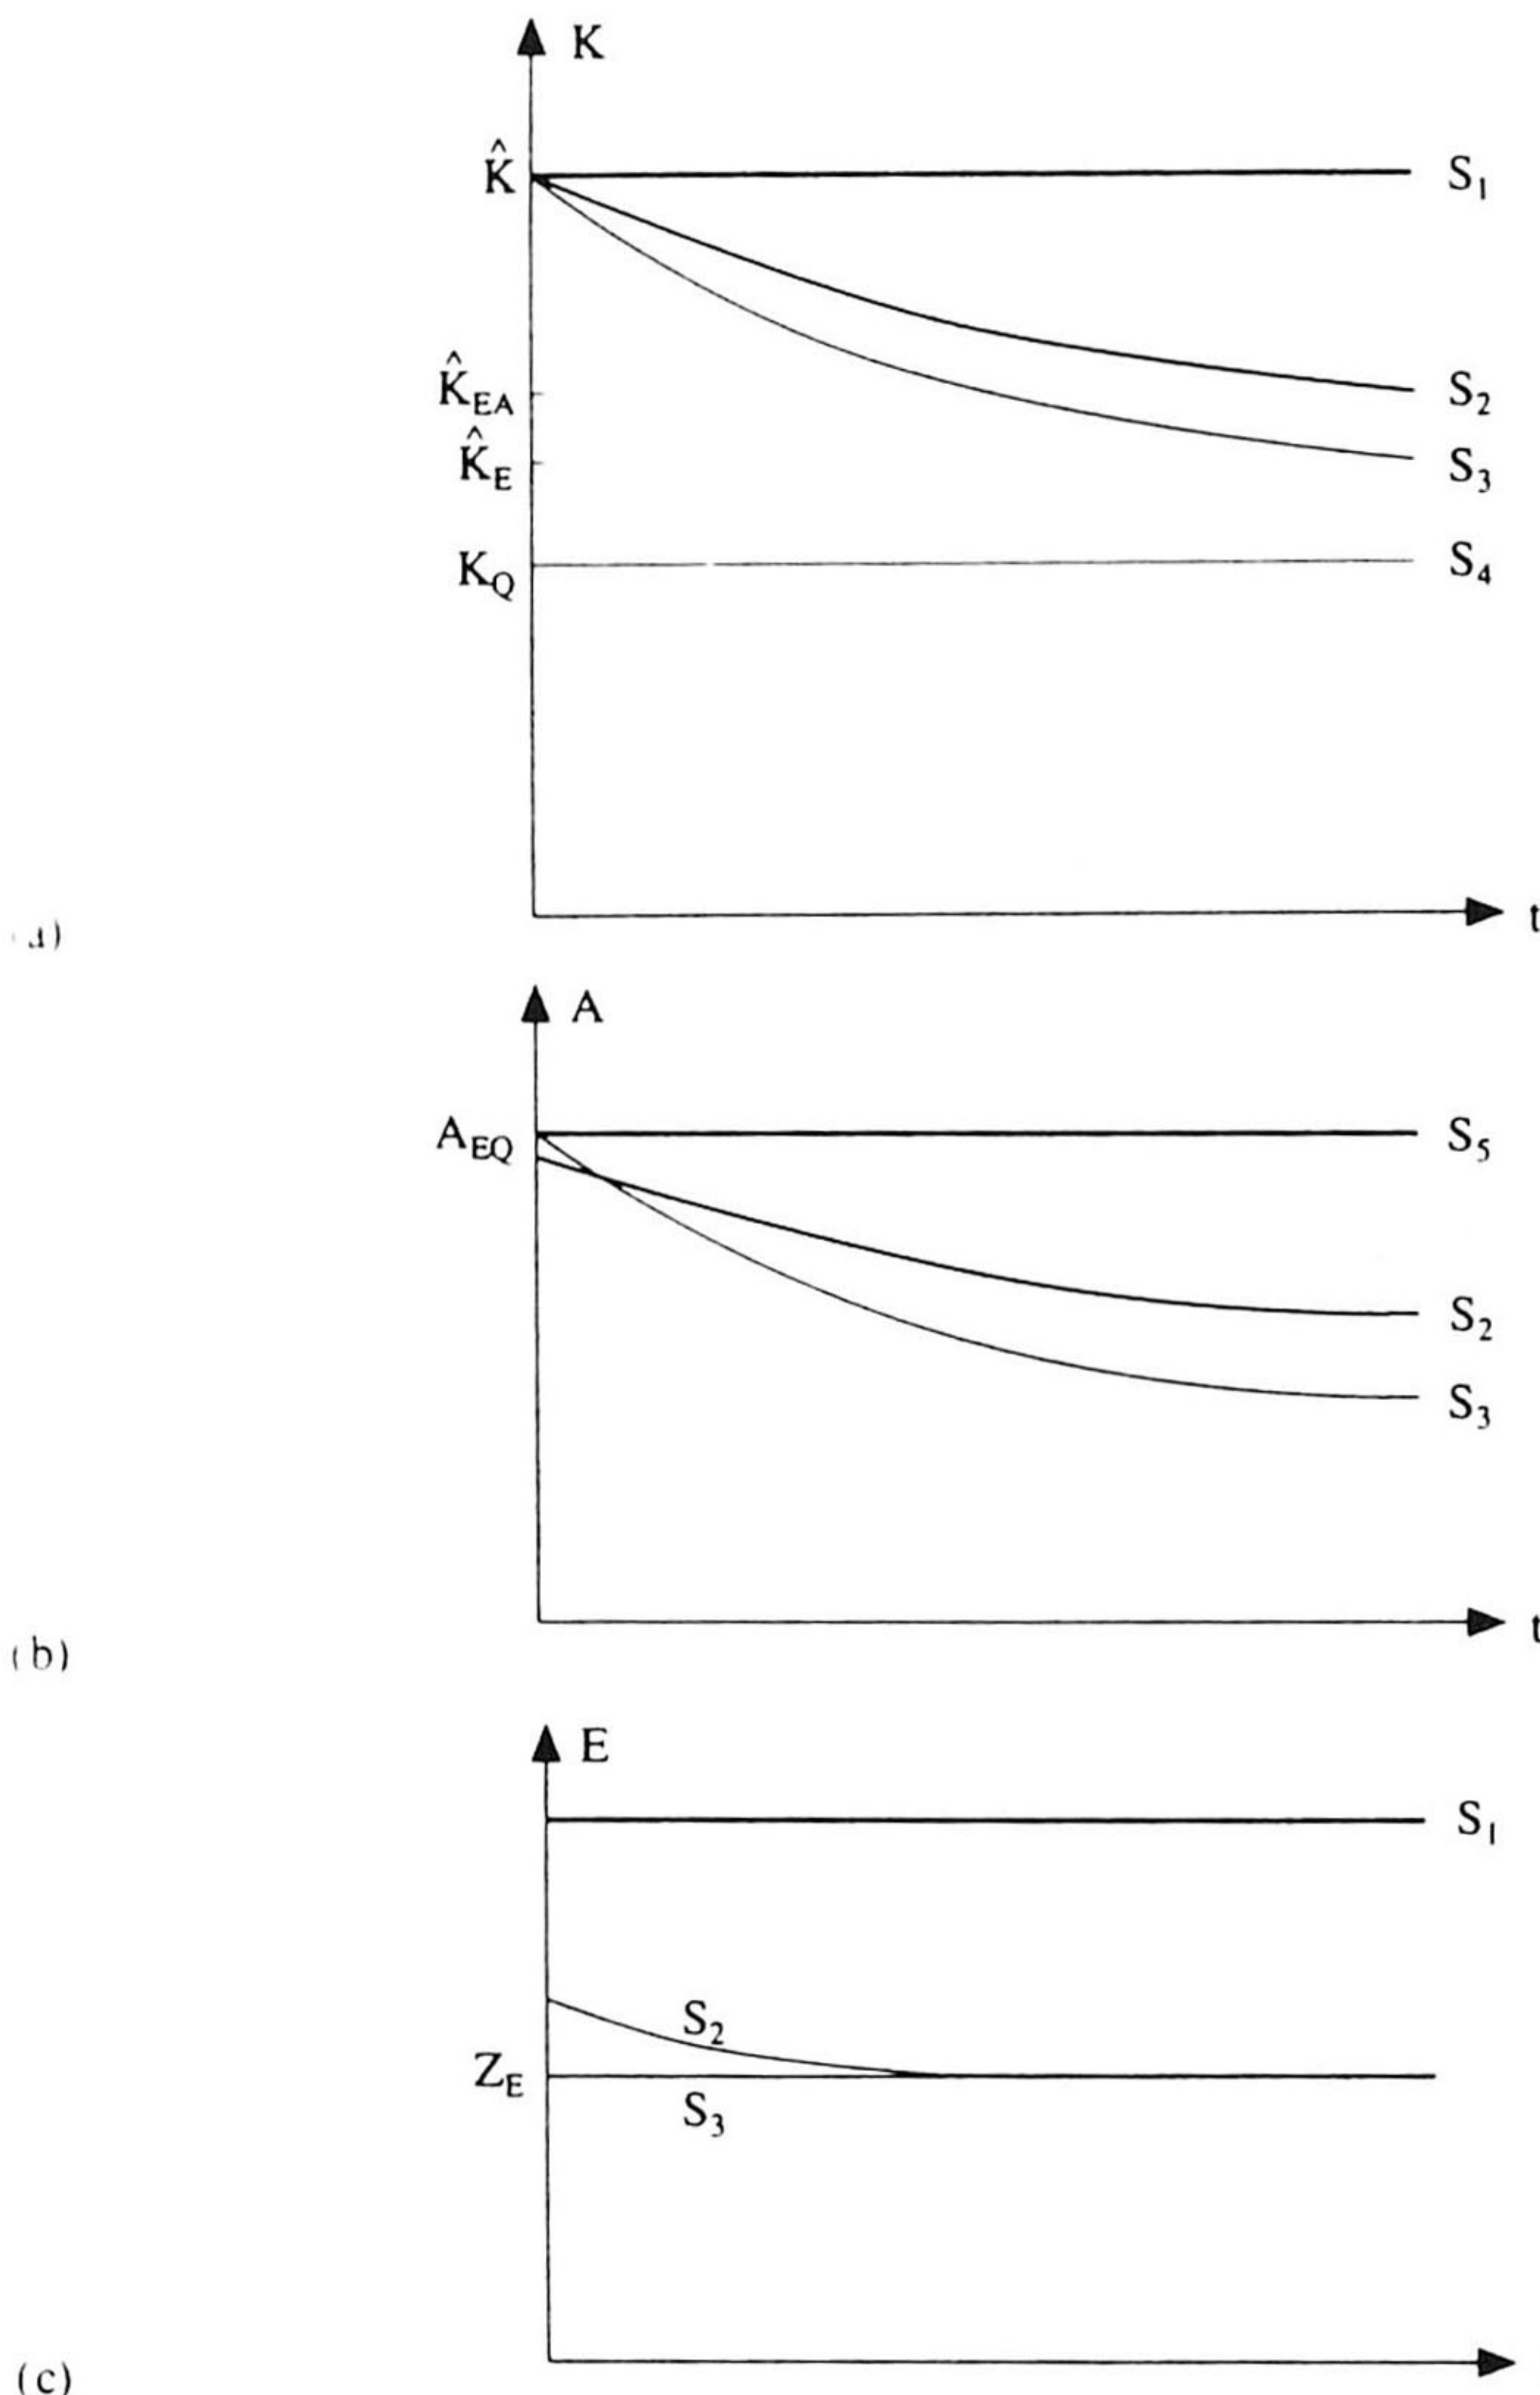 K
K̂ S₁
K̂EA S₂
K̂E S₃
KQ S₄
t
(a)
A
AEQ S₅
S₂
S₃
t
(b)
E
S₁
S₂
ZE
S₃
(c)